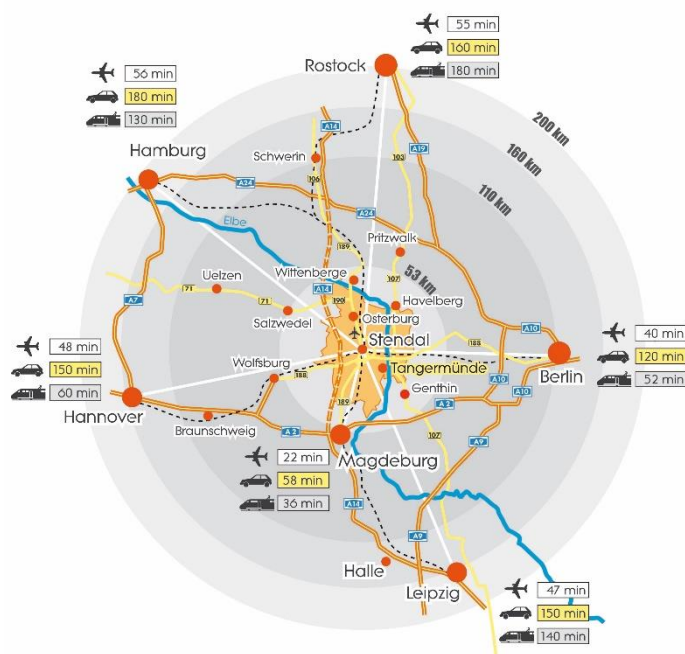 55 min
160 min
180 min
Rostock
56 min
180 min
130 min
200 km
160 km
110 km
53 km
Hamburg
A14
A19
103
Schwerin
106
A24
A24
Elbe
189
Pritzwalk
Wittenberge
107
Uelzen
71
71
A14
190
Havelberg
A7
Salzwedel
Osterburg
A10
188
Stendal
48 min
150 min
60 min
40 min
120 min
52 min
Wolfsburg
188
Tangermünde
A10
Berlin
Hannover
Genthin
A10
189
A2
Braunschweig
A2
107
A9
Magdeburg
22 min
58 min
36 min
A14
A9
Halle
Leipzig
47 min
150 min
140 min